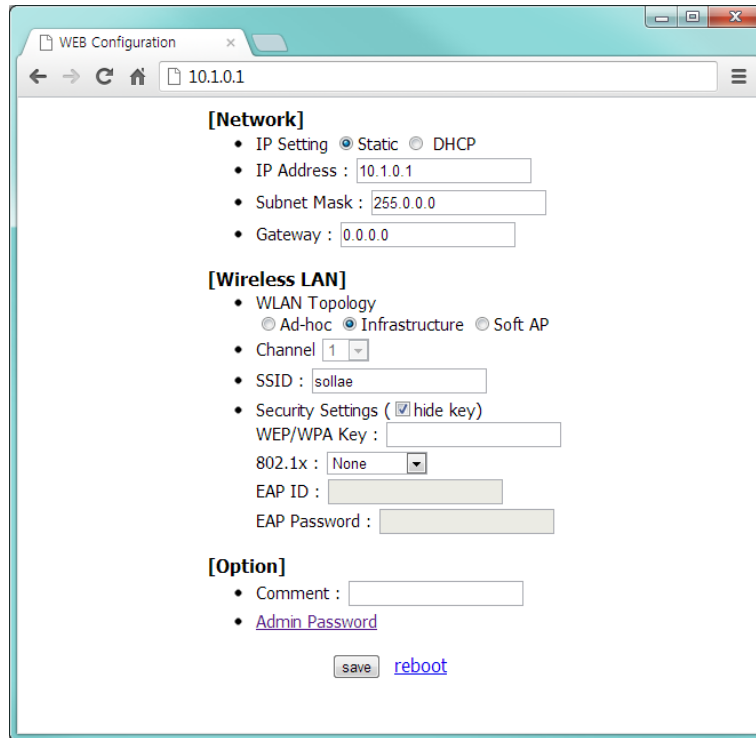 WEB Configuration
10.1.0.1
[Network]
IP Setting Static DHCP
IP Address : 10.1.0.1
Subnet Mask : 255.0.0.0
Gateway : 0.0.0.0
[Wireless LAN]
WLAN Topology
Ad-hoc Infrastructure Soft AP
Channel 1
SSID : sollae
Security Settings ( hide key)
WEP/WPA Key :
802.1x : None
EAP ID :
EAP Password :
[Option]
Comment :
Admin Password
save reboot